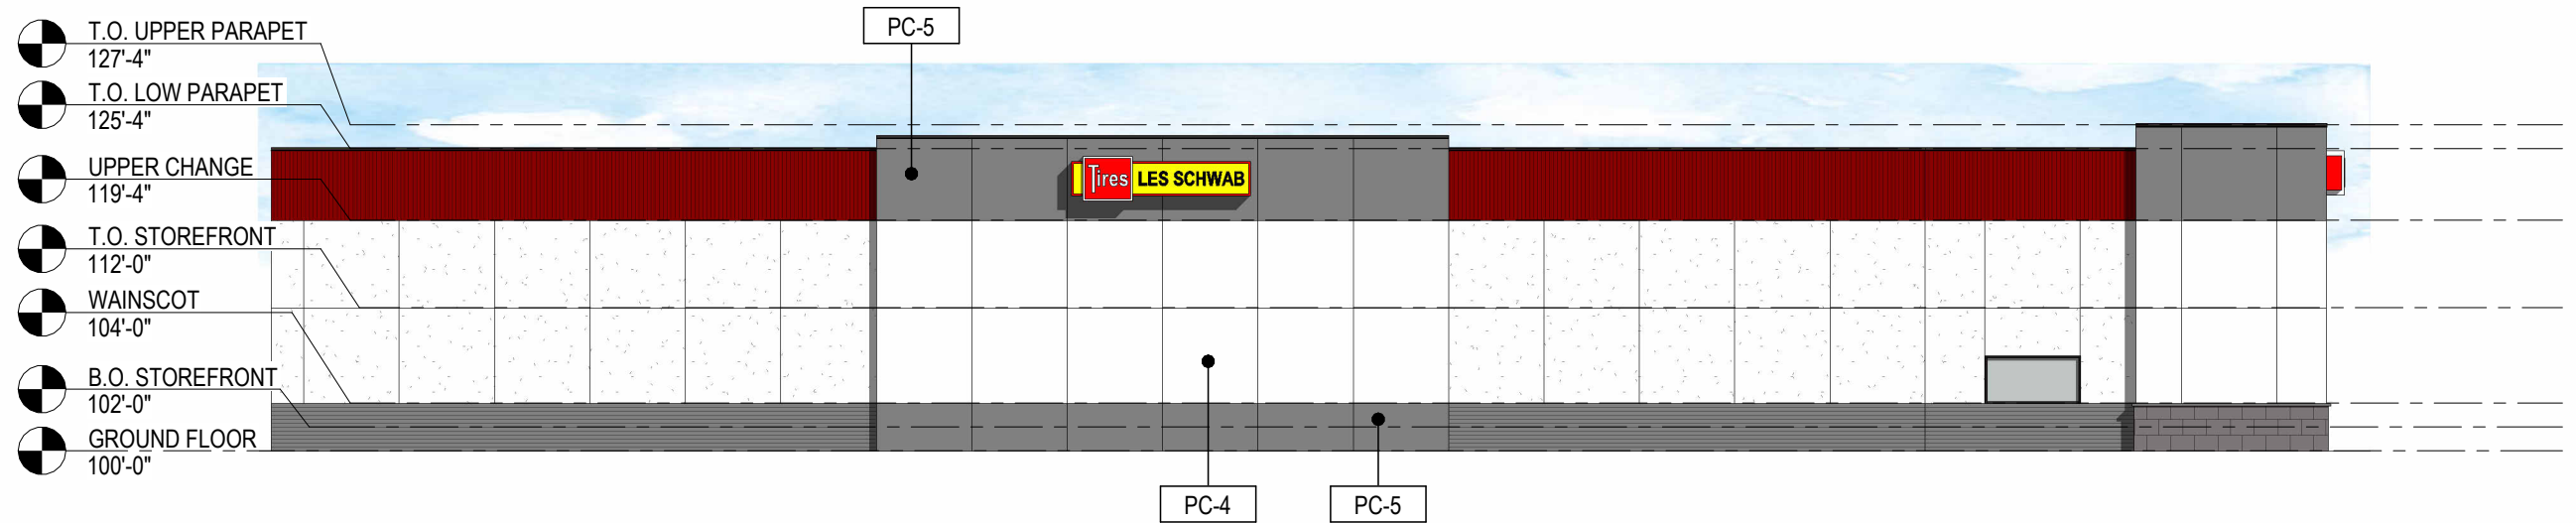 PC-5
T.O. UPPER PARAPET
127'-4"
T.O. LOW PARAPET
125'-4"
UPPER CHANGE
119'-4"
Tires LES SCHWAB
T.O. STOREFRONT
112'-0"
WAINSCOT
104'-0"
B.O. STOREFRONT
102'-0"
GROUND FLOOR
100'-0"
PC-4
PC-5